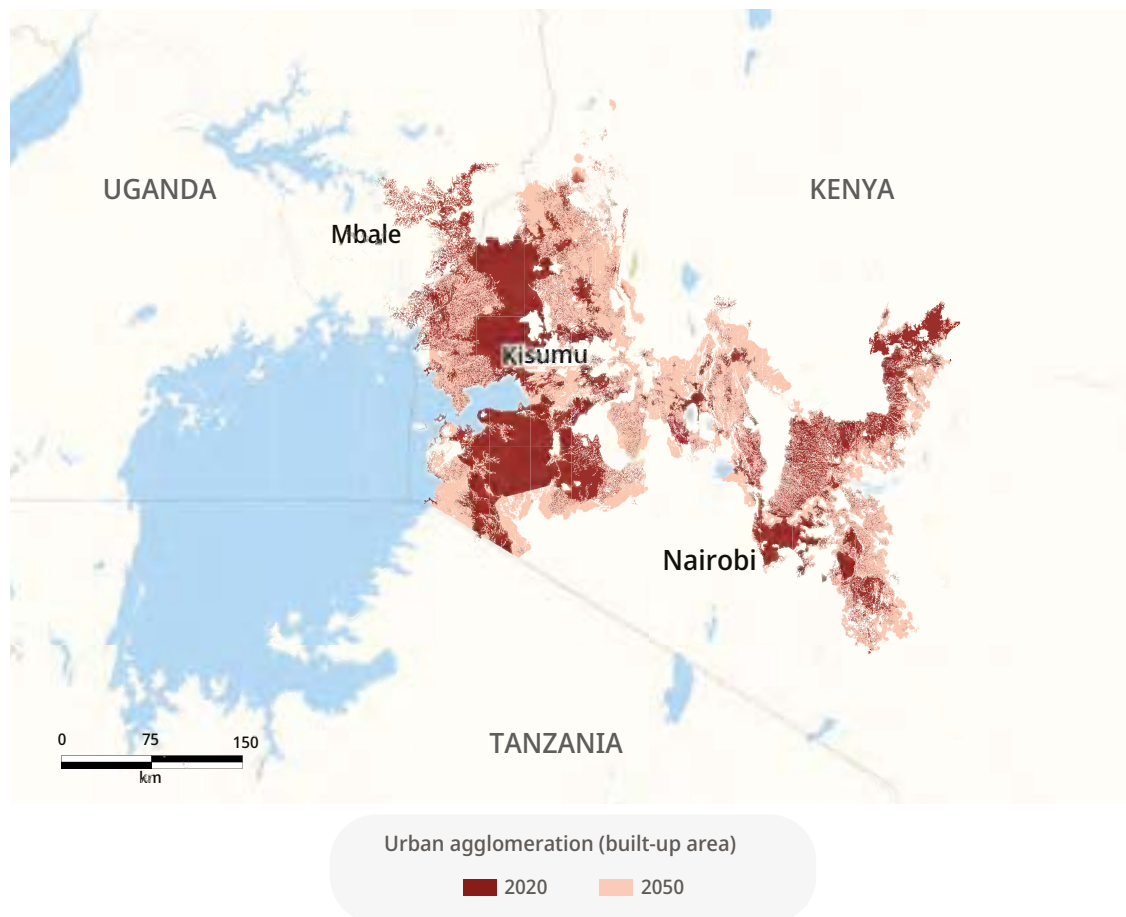 UGANDA
KENYA
Mbale
Kisumu
Nairobi
TANZANIA
0 75 150
km
Urban agglomeration (built-up area)
2020 2050